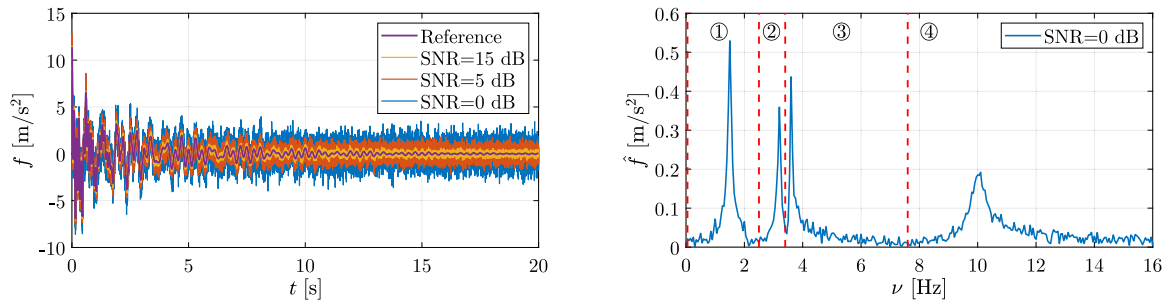 15
10
5
0
-5
-10
f [m/s²]
0 5 10 15 20
t [s]
Reference
SNR=15 dB
SNR=5 dB
SNR=0 dB
0.6
0.5
0.4
0.3
0.2
0.1
0
f̂ [m/s²]
① ② ③ ④
SNR=0 dB
0 2 4 6 8 10 12 14 16
ν [Hz]